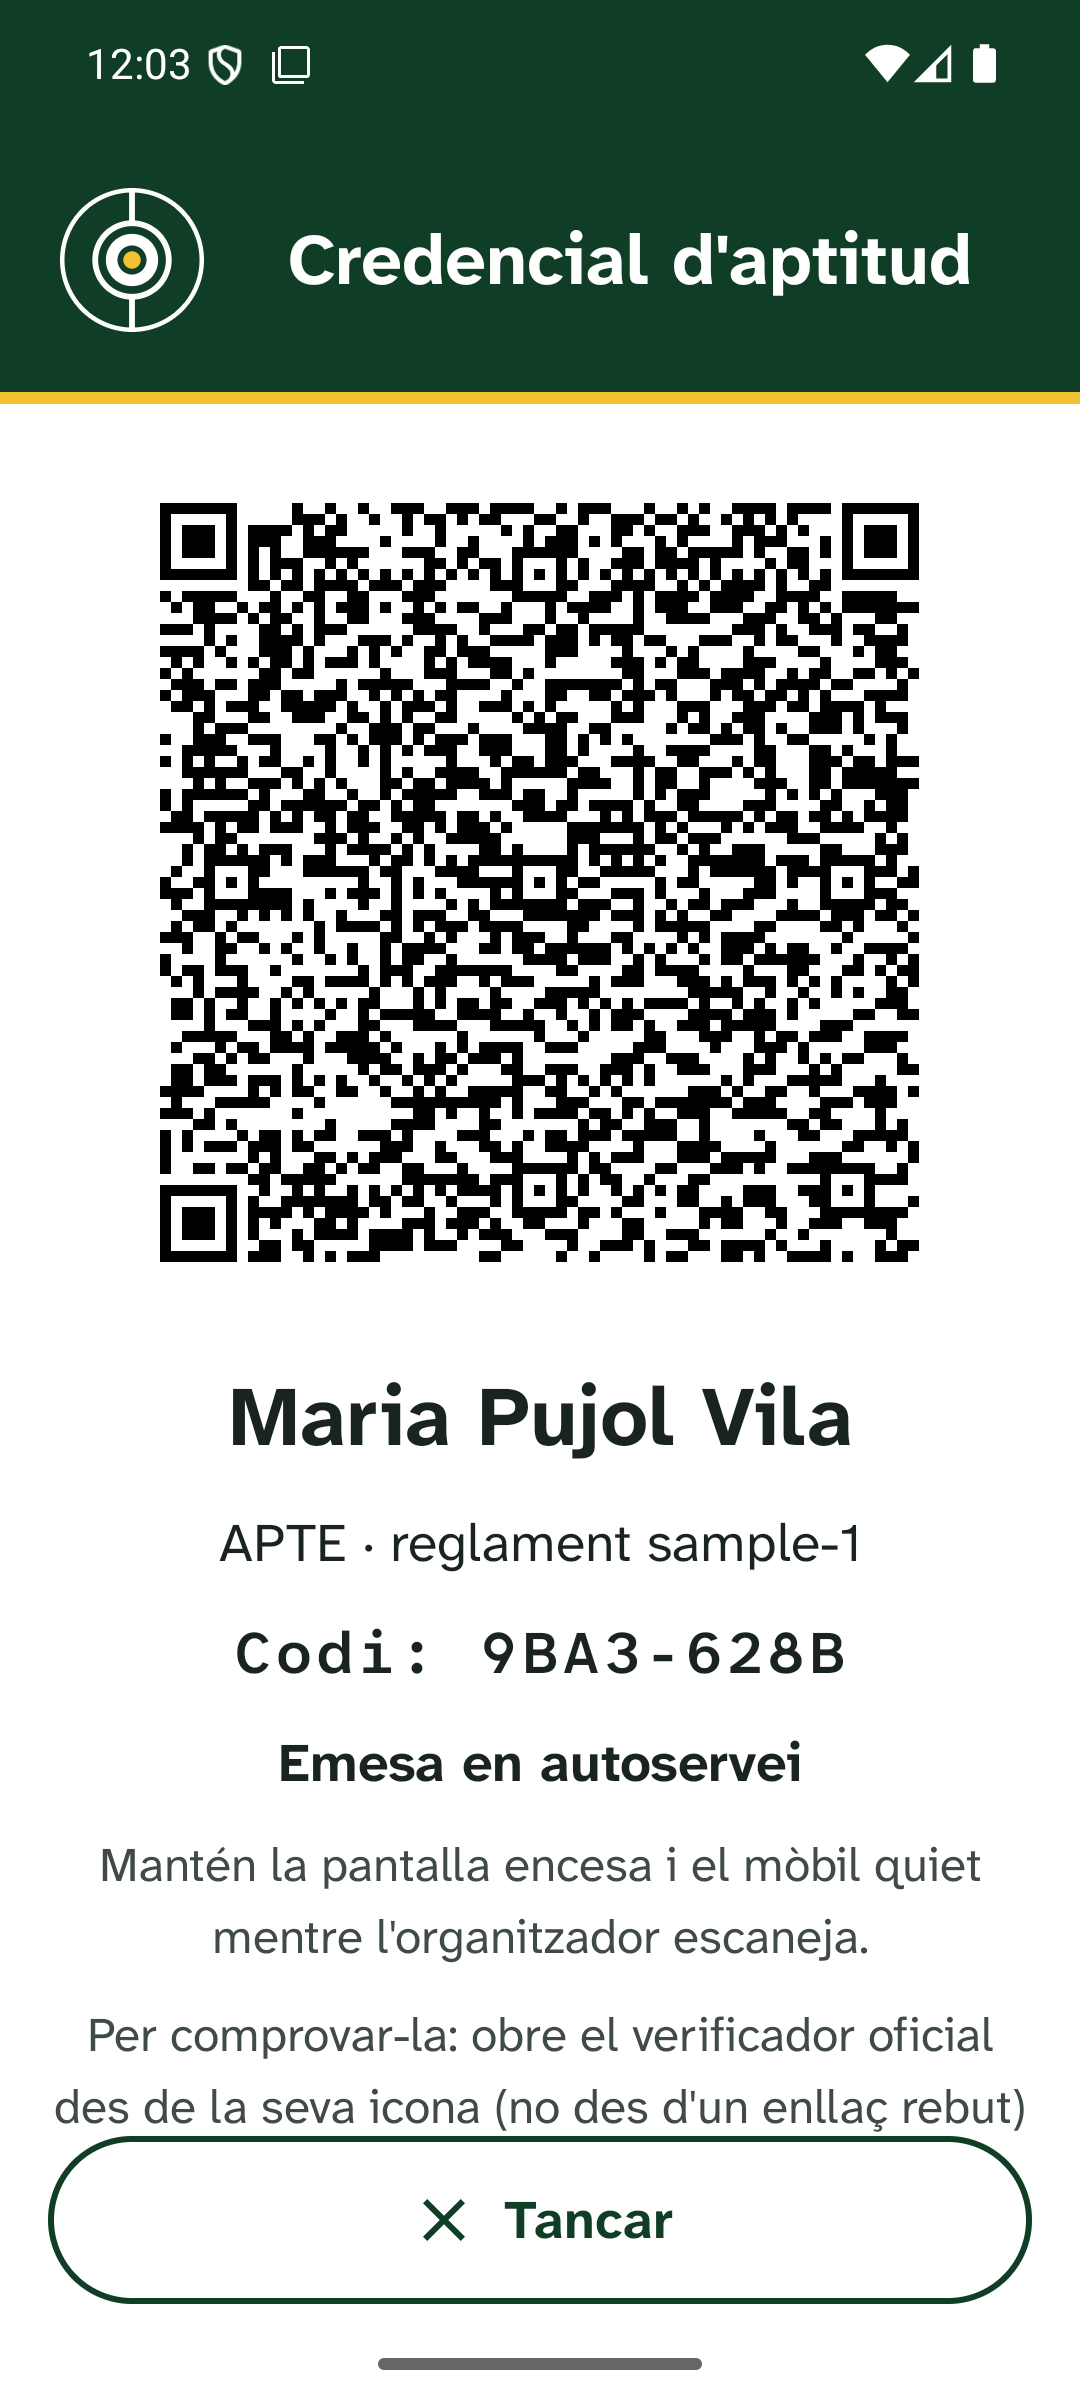 12:03
Credencial d'aptitud
Maria Pujol Vila
APTE · reglament sample-1
Codi: 9BA3-628B
Emesa en autoservei
Mantén la pantalla encesa i el mòbil quiet
mentre l'organitzador escaneja.
Per comprovar-la: obre el verificador oficial
des de la seva icona (no des d'un enllaç rebut)
Tancar